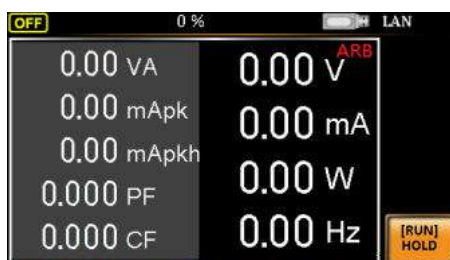 OFF 0 % LAN
0.00 VA
0.00 mApk
0.00 mApkh
0.000 PF
0.000 CF
ARB
0.00 V
0.00 mA
0.00 W
0.00 Hz
[RUN]
HOLD